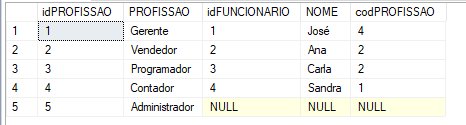 idPROFISSAO PROFISSAO idFUNCIONARIO NOME codPROFISSAO
1 1 Gerente 1 José 4
2 2 Vendedor 2 Ana 2
3 3 Programador 3 Carla 2
4 4 Contador 4 Sandra 1
5 5 Administrador NULL NULL NULL